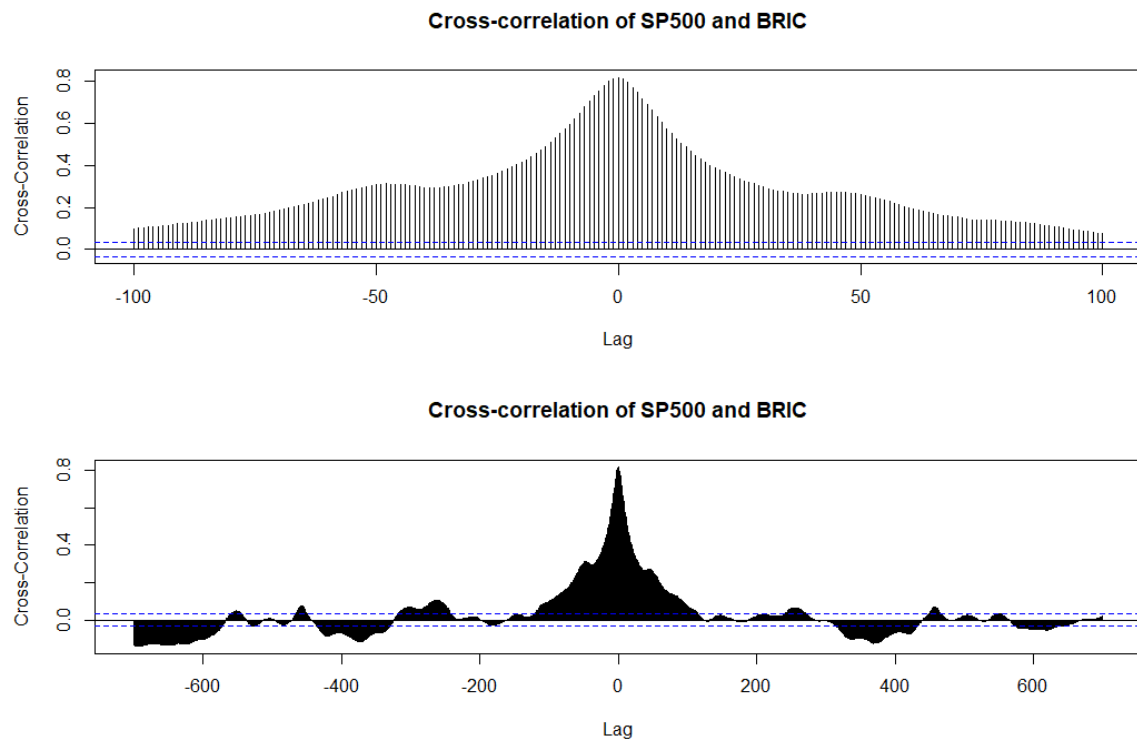 Cross-correlation of SP500 and BRIC
Cross-Correlation
0.0 0.2 0.4 0.6 0.8
-100 -50 0 50 100
Lag
Cross-correlation of SP500 and BRIC
Cross-Correlation
0.0 0.4 0.8
-600 -400 -200 0 200 400 600
Lag